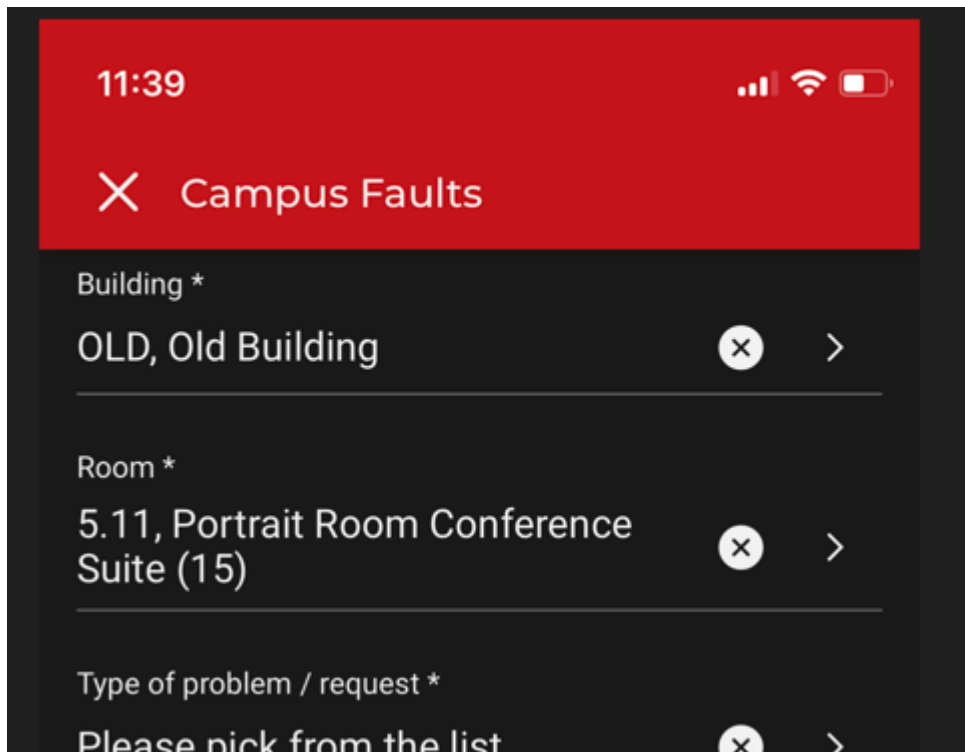 11:39
Campus Faults
Building *
OLD, Old Building
Room *
5.11, Portrait Room Conference
Suite (15)
Type of problem / request *
Please pick from the list